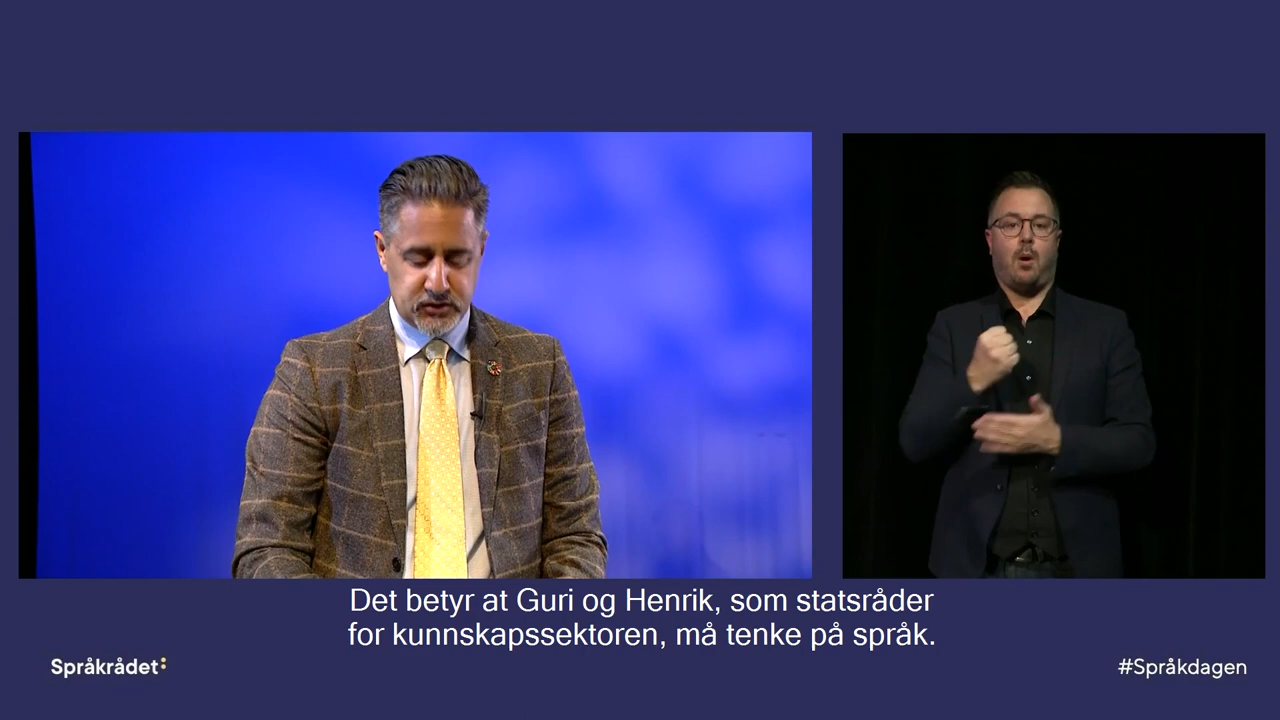 Det betyr at Guri og Henrik, som statsråder
for kunnskapssektoren, må tenke på språk.
Språkrådet:
#Språkdagen